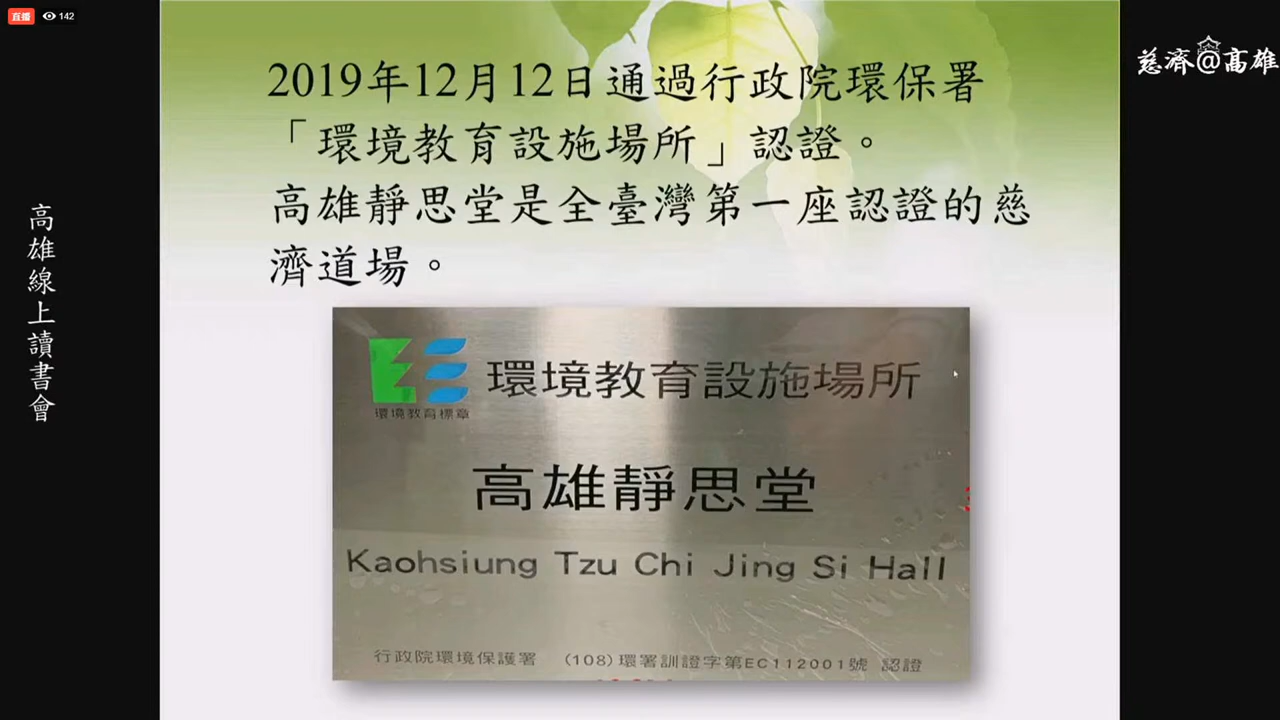 直播 142
慈濟@高雄
高雄線上讀書會
2019年12月12日通過行政院環保署
「環境教育設施場所」認證。
高雄靜思堂是全臺灣第一座認證的慈
濟道場。
環境教育設施場所
環境教育標章
高雄靜思堂
Kaohsiung Tzu Chi Jing Si Hall
行政院環境保護署 (108)環署訓證字第EC112001號 認證